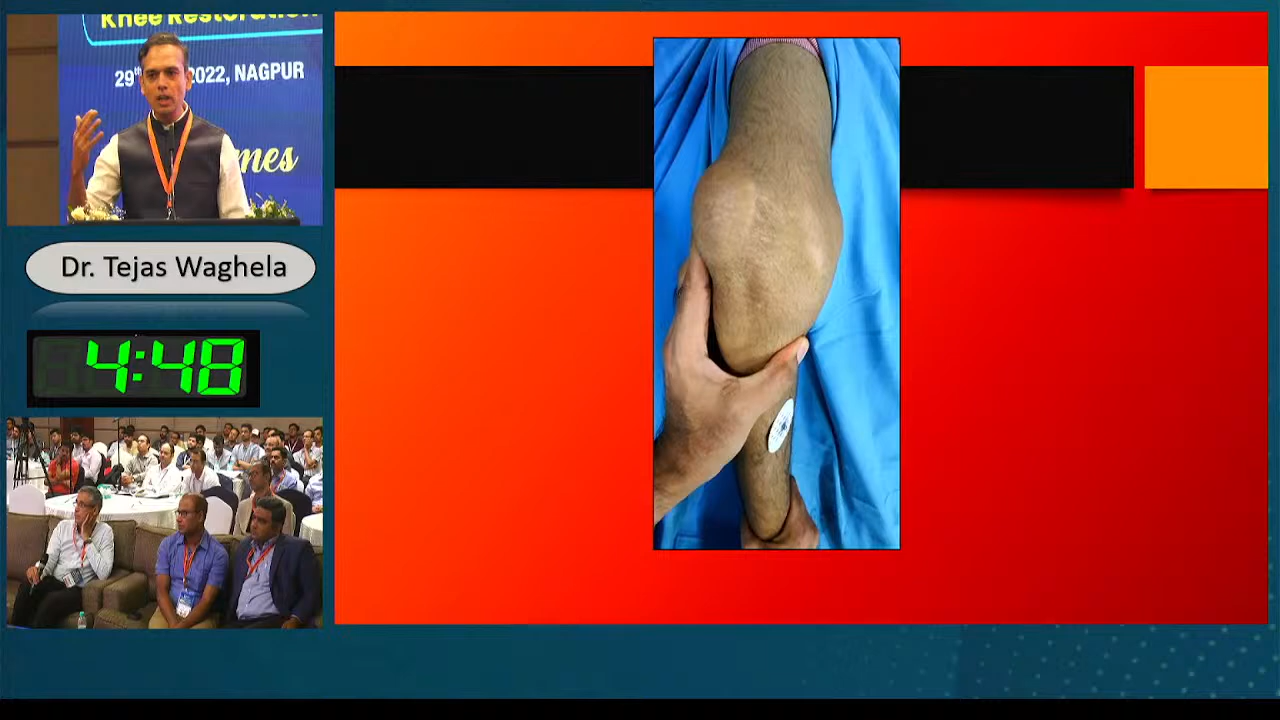 Knee Restoration
29th 2022, NAGPUR
mes
Dr. Tejas Waghela
4:48